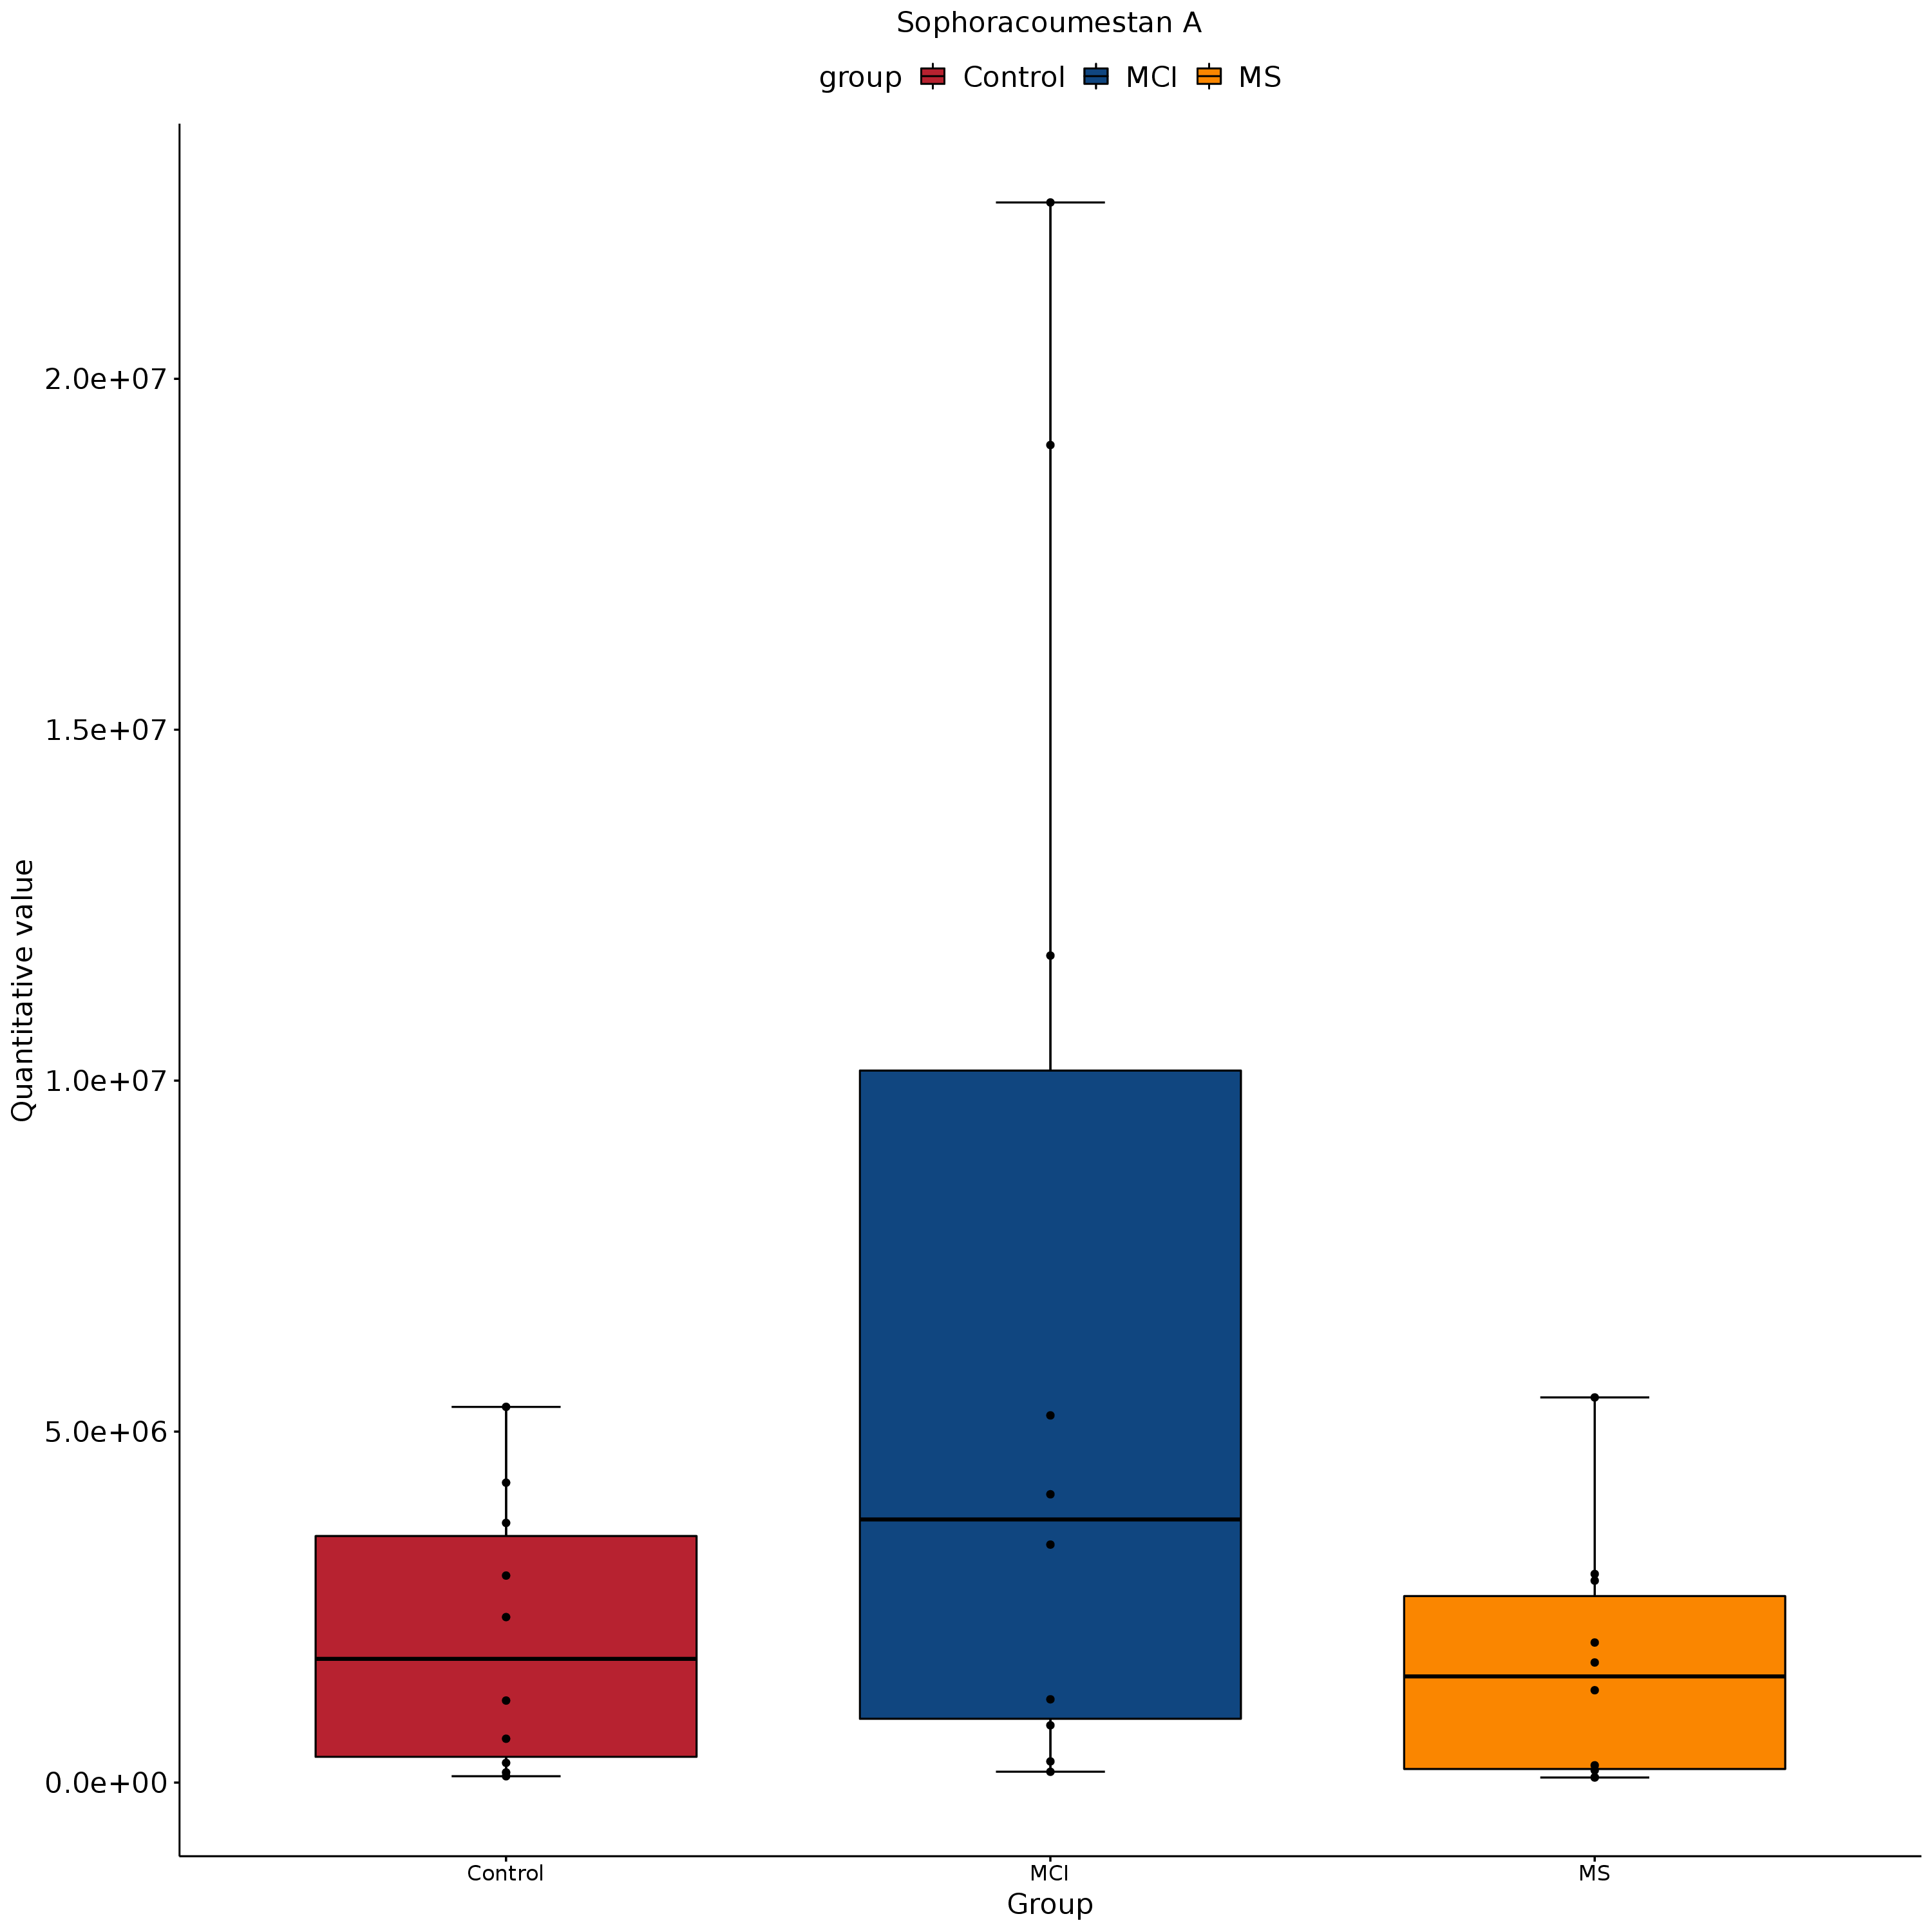 Sophoracoumestan A
group Control MCI MS
Quantitative value
2.0e+07
1.5e+07
1.0e+07
5.0e+06
0.0e+00
Control MCI MS
Group